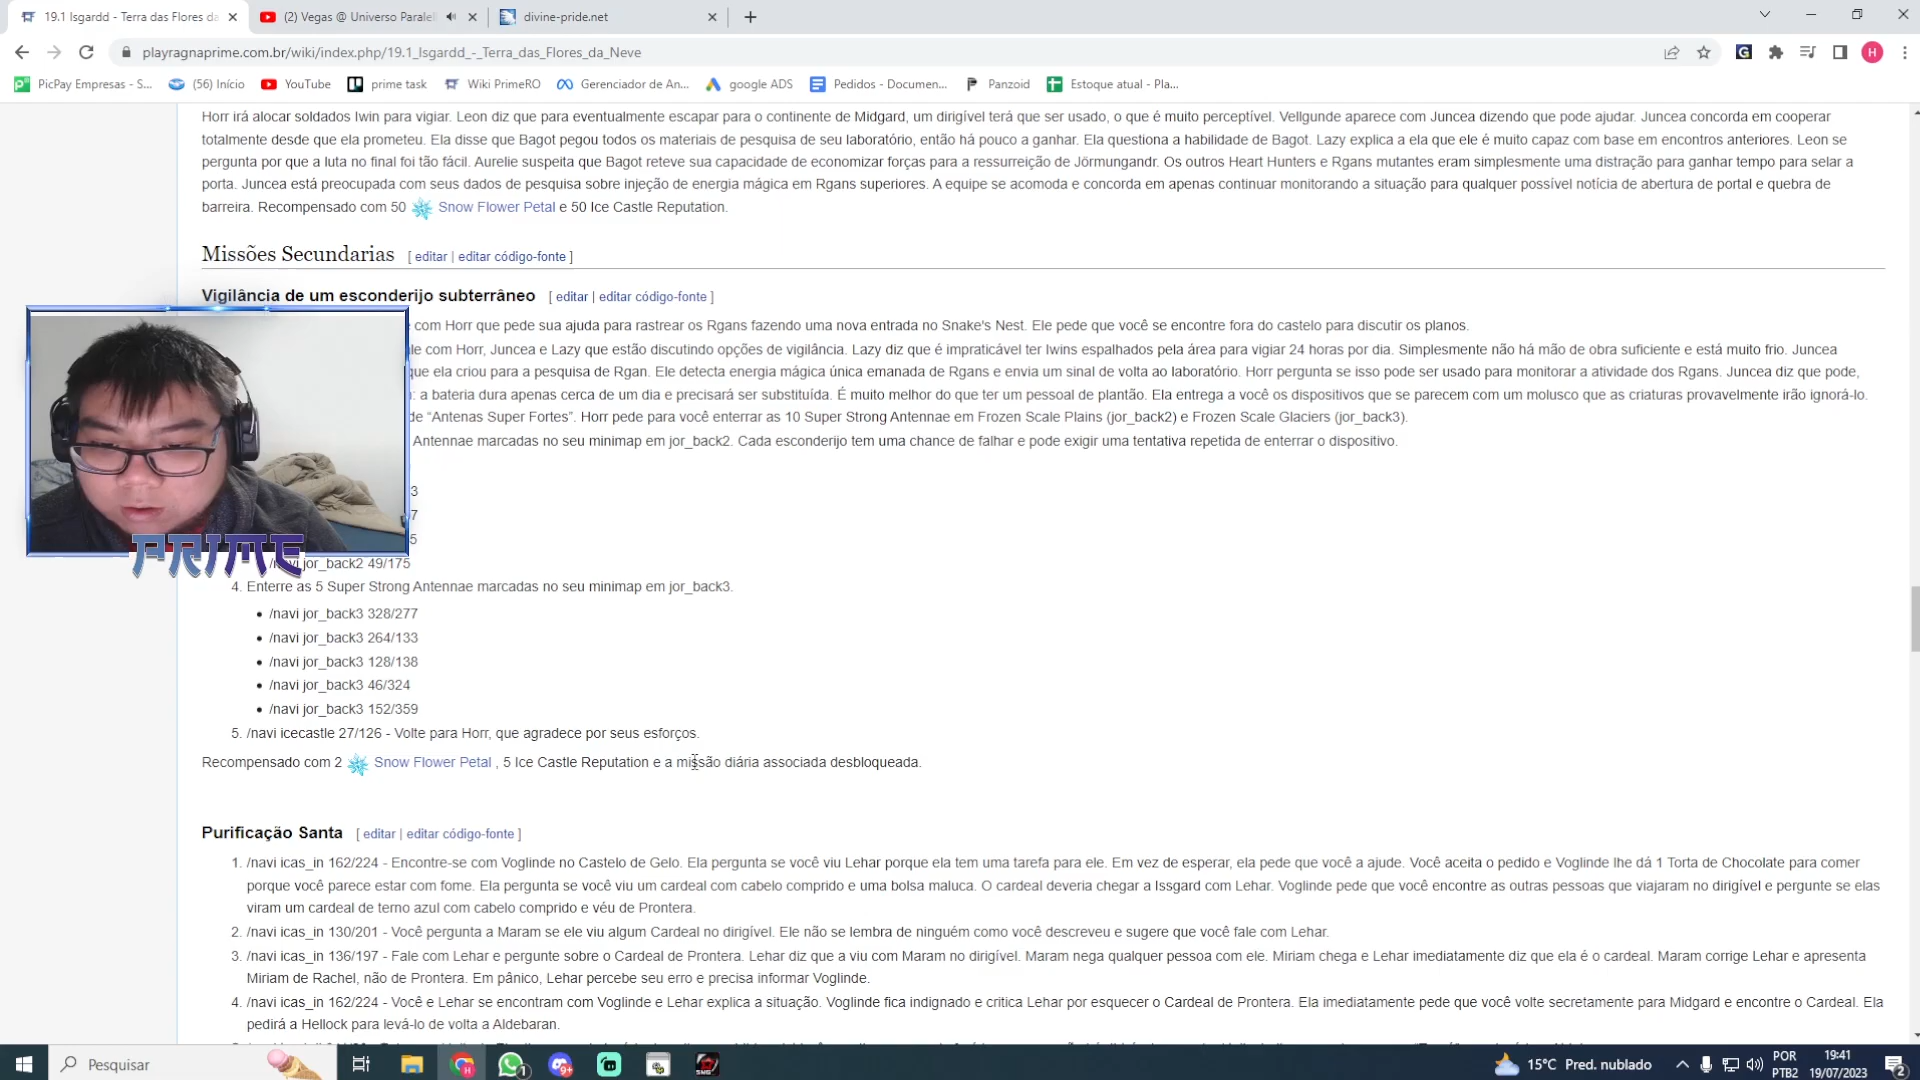 19.1 Isgardd - Terra das Flores da
(2) Vegas @ Universo Paralel
divine-pride.net
playragnaprime.com.br/wiki/index.php/19.1_Isgardd_-_Terra_das_Flores_da_Neve
PicPay Empresas - S...
(56) Início
YouTube
prime task
Wiki PrimeRO
Gerenciador de An...
google ADS
Pedidos - Documen...
Panzoid
Estoque atual - Pla...
Horr irá alocar soldados Iwin para vigiar. Leon diz que para eventualmente escapar para o continente de Midgard, um dirigível terá que ser usado, o que é muito perceptível. Vellgunde aparece com Juncea dizendo que pode ajudar. Juncea concorda em cooperar
totalmente desde que ela prometeu. Ela disse que Bagot pegou todos os materiais de pesquisa de seu laboratório, então há pouco a ganhar. Ela questiona a habilidade de Bagot. Lazy explica a ela que ele é muito capaz com base em encontros anteriores. Leon se
pergunta por que a luta no final foi tão fácil. Aurelie suspeita que Bagot reteve sua capacidade de economizar forças para a ressurreição de Jörmungandr. Os outros Heart Hunters e Rgans mutantes eram simplesmente uma distração para ganhar tempo para selar a
porta. Juncea está preocupada com seus dados de pesquisa sobre injeção de energia mágica em Rgans superiores. A equipe se acomoda e concorda em apenas continuar monitorando a situação para qualquer possível notícia de abertura de portal e quebra de
barreira. Recompensado com 50 Snow Flower Petal e 50 Ice Castle Reputation.
Missões Secundarias [ editar | editar código-fonte ]
Vigilância de um esconderijo subterrâneo [ editar | editar código-fonte ]
com Horr que pede sua ajuda para rastrear os Rgans fazendo uma nova entrada no Snake's Nest. Ele pede que você se encontre fora do castelo para discutir os planos.
le com Horr, Juncea e Lazy que estão discutindo opções de vigilância. Lazy diz que é impraticável ter Iwins espalhados pela área para vigiar 24 horas por dia. Simplesmente não há mão de obra suficiente e está muito frio. Juncea
que ela criou para a pesquisa de Rgan. Ele detecta energia mágica única emanada de Rgans e envia um sinal de volta ao laboratório. Horr pergunta se isso pode ser usado para monitorar a atividade dos Rgans. Juncea diz que pode,
: a bateria dura apenas cerca de um dia e precisará ser substituída. É muito melhor do que ter um pessoal de plantão. Ela entrega a você os dispositivos que se parecem com um molusco que as criaturas provavelmente irão ignorá-lo.
de “Antenas Super Fortes”. Horr pede para você enterrar as 10 Super Strong Antennae em Frozen Scale Plains (jor_back2) e Frozen Scale Glaciers (jor_back3).
Antennae marcadas no seu minimap em jor_back2. Cada esconderijo tem uma chance de falhar e pode exigir uma tentativa repetida de enterrar o dispositivo.
3
7
5
PRIME
/navi jor_back2 49/175
4. Enterre as 5 Super Strong Antennae marcadas no seu minimap em jor_back3.
• /navi jor_back3 328/277
• /navi jor_back3 264/133
• /navi jor_back3 128/138
• /navi jor_back3 46/324
• /navi jor_back3 152/359
5. /navi icecastle 27/126 - Volte para Horr, que agradece por seus esforços.
Recompensado com 2 Snow Flower Petal , 5 Ice Castle Reputation e a missão diária associada desbloqueada.
Purificação Santa [ editar | editar código-fonte ]
1. /navi icas_in 162/224 - Encontre-se com Voglinde no Castelo de Gelo. Ela pergunta se você viu Lehar porque ela tem uma tarefa para ele. Em vez de esperar, ela pede que você a ajude. Você aceita o pedido e Voglinde lhe dá 1 Torta de Chocolate para comer
porque você parece estar com fome. Ela pergunta se você viu um cardeal com cabelo comprido e uma bolsa maluca. O cardeal deveria chegar a Issgard com Lehar. Voglinde pede que você encontre as outras pessoas que viajaram no dirigível e pergunte se elas
viram um cardeal de terno azul com cabelo comprido e véu de Prontera.
2. /navi icas_in 130/201 - Você pergunta a Maram se ele viu algum Cardeal no dirigível. Ele não se lembra de ninguém como você descreveu e sugere que você fale com Lehar.
3. /navi icas_in 136/197 - Fale com Lehar e pergunte sobre o Cardeal de Prontera. Lehar diz que a viu com Maram no dirigível. Maram nega qualquer pessoa com ele. Miriam chega e Lehar imediatamente diz que ela é o cardeal. Maram corrige Lehar e apresenta
Miriam de Rachel, não de Prontera. Em pânico, Lehar percebe seu erro e precisa informar Voglinde.
4. /navi icas_in 162/224 - Você e Lehar se encontram com Voglinde e Lehar explica a situação. Voglinde fica indignado e critica Lehar por esquecer o Cardeal de Prontera. Ela imediatamente pede que você volte secretamente para Midgard e encontre o Cardeal. Ela
pedirá a Hellock para levá-lo de volta a Aldebaran.
Pesquisar
15°C Pred. nublado
POR
PTB2
19:41
19/07/2023